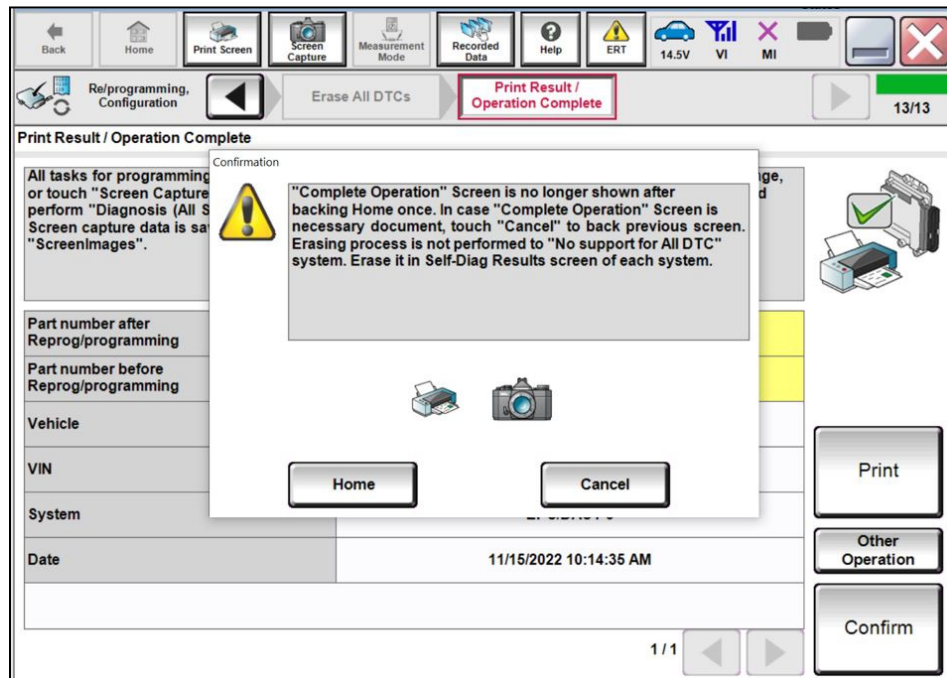 Back
Home
Print Screen
Screen
Capture
Measurement
Mode
Recorded
Data
Help
ERT
14.5V
VI
MI
Re/programming,
Configuration
Erase All DTCs
Print Result /
Operation Complete
13/13
Print Result / Operation Complete
All tasks for programming
or touch "Screen Capture
perform "Diagnosis (All S
Screen capture data is sa
"ScreenImages".
Confirmation
"Complete Operation" Screen is no longer shown after
backing Home once. In case "Complete Operation" Screen is
necessary document, touch "Cancel" to back previous screen.
Erasing process is not performed to "No support for All DTC"
system. Erase it in Self-Diag Results screen of each system.
Home
Cancel
Part number after
Reprog/programming
Part number before
Reprog/programming
Vehicle
VIN
System
Date
11/15/2022 10:14:35 AM
1/1
Print
Other
Operation
Confirm